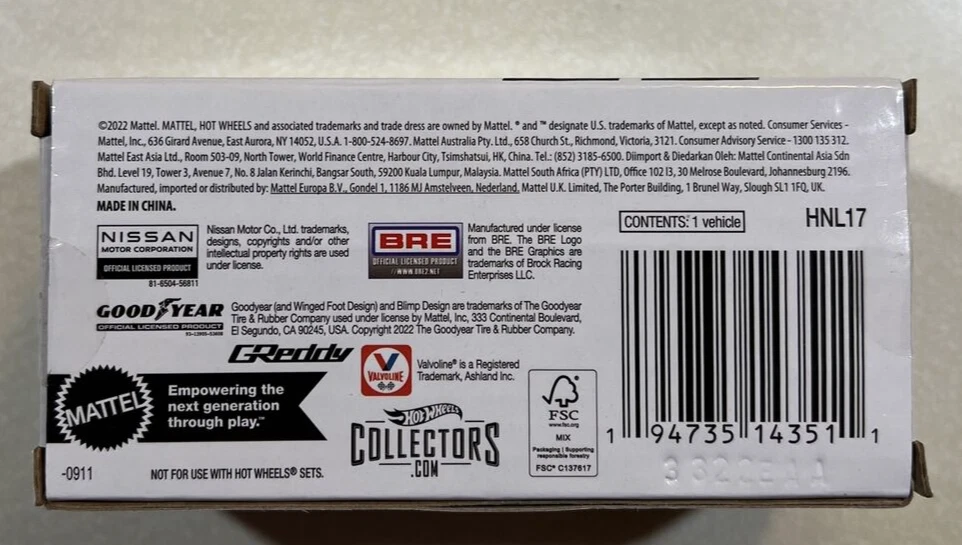 ©2022 Mattel. MATTEL, HOT WHEELS and associated trademarks and trade dress are owned by Mattel. ® and ™ designate U.S. trademarks of Mattel, except as noted. Consumer Services -
Mattel, Inc., 636 Girard Avenue, East Aurora, NY 14052, U.S.A. 1-800-524-8697. Mattel Australia Pty. Ltd., 658 Church St., Richmond, Victoria, 3121. Consumer Advisory Service - 1300 135 312.
Mattel East Asia Ltd., Room 503-09, North Tower, World Finance Centre, Harbour City, Tsimshatsui, HK, China. Tel.: (852) 3185-6500. Diimport & Diedarkan Oleh: Mattel Continental Asia Sdn
Bhd. Level 19, Tower 3, Avenue 7, No. 8 Jalan Kerinchi, Bangsar South, 59200 Kuala Lumpur, Malaysia. Mattel South Africa (PTY) LTD, Office 102 I3, 30 Melrose Boulevard, Johannesburg 2196.
Manufactured, imported or distributed by: Mattel Europa B.V., Gondel 1, 1186 MJ Amstelveen, Nederland. Mattel U.K. Limited, The Porter Building, 1 Brunel Way, Slough SL1 1FQ, UK.
MADE IN CHINA.
NISSAN
MOTOR CORPORATION
OFFICIAL LICENSED PRODUCT
81-6504-56811
Nissan Motor Co., Ltd. trademarks,
designs, copyrights and/or other
intellectual property rights are used
under license.
BRE
OFFICIAL LICENSED PRODUCT
//WWW.BRE2.NET
Manufactured under license
from BRE. The BRE Logo
and the BRE Graphics are
trademarks of Brock Racing
Enterprises LLC.
CONTENTS: 1 vehicle
HNL17
GOODYEAR
OFFICIAL LICENSED PRODUCT
Goodyear (and Winged Foot Design) and Blimp Design are trademarks of The Goodyear
Tire & Rubber Company used under license by Mattel, Inc, 333 Continental Boulevard,
El Segundo, CA 90245, USA. Copyright 2022 The Goodyear Tire & Rubber Company.
GReddy
V
VALVOLINE
Valvoline® is a Registered
Trademark, Ashland Inc.
MATTEL
Empowering the
next generation
through play.™
HOT WHEELS
COLLECTORS
.COM
FSC
www.fsc.org
MIX
Packaging | Supporting
responsible forestry
FSC® C137617
1 94735 14351 1
-0911
NOT FOR USE WITH HOT WHEELS® SETS.